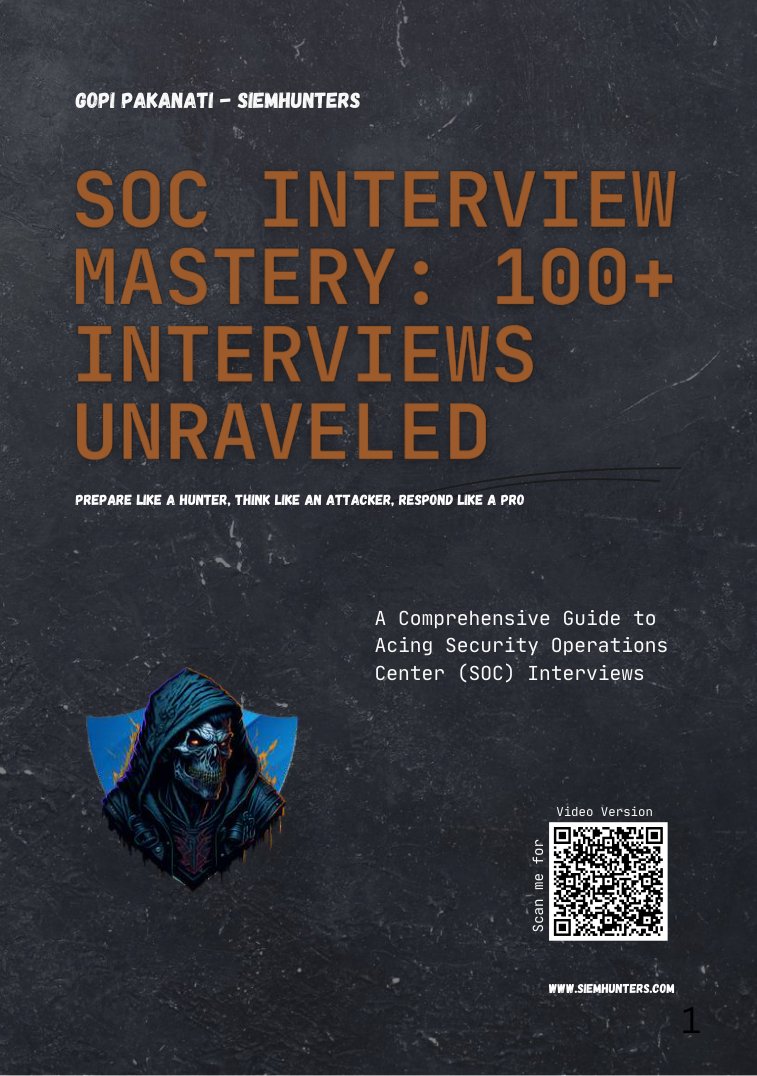 GOPI PAKANATI - SIEMHUNTERS
SOC INTERVIEW
MASTERY: 100+
INTERVIEWS
UNRAVELED
PREPARE LIKE A HUNTER, THINK LIKE AN ATTACKER, RESPOND LIKE A PRO
A Comprehensive Guide to
Acing Security Operations
Center (SOC) Interviews
Video Version
Scan me for
WWW.SIEMHUNTERS.COM
1